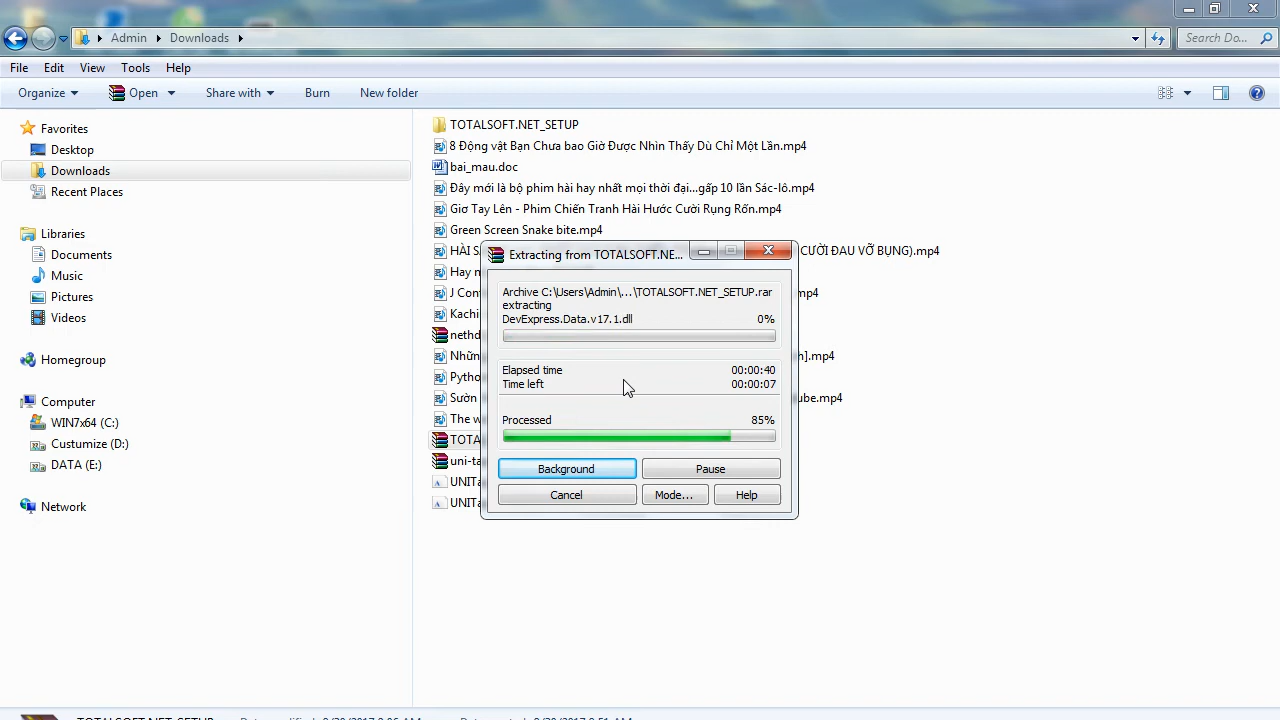 Admin
Downloads
Search Do...
File Edit View Tools Help
Organize Open Share with Burn New folder
Favorites
Desktop
Downloads
Recent Places
Libraries
Documents
Music
Pictures
Videos
Homegroup
Computer
WIN7x64 (C:)
Custumize (D:)
DATA (E:)
Network
TOTALSOFT.NET_SETUP
8 Động vật Bạn Chưa bao Giờ Được Nhìn Thấy Dù Chỉ Một Lần.mp4
bai_mau.doc
Đây mới là bộ phim hài hay nhất mọi thời đại...gấp 10 lần Sác-lô.mp4
Giơ Tay Lên - Phim Chiến Tranh Hài Hước Cười Rụng Rốn.mp4
Green Screen Snake bite.mp4
HÀI S CƯỜI ĐAU VỠ BỤNG).mp4
Hay
J Con mp4
Kachi
nethd
Nhữn ].mp4
Pytho
Sườn ube.mp4
The w
TOTA
uni-ta
UNITa
UNITa
Extracting from TOTALSOFT.NE...
Archive C:\Users\Admin\...\TOTALSOFT.NET_SETUP.rar
extracting
DevExpress.Data.v17.1.dll 0%
Elapsed time 00:00:40
Time left 00:00:07
Processed 85%
Background Pause
Cancel Mode... Help